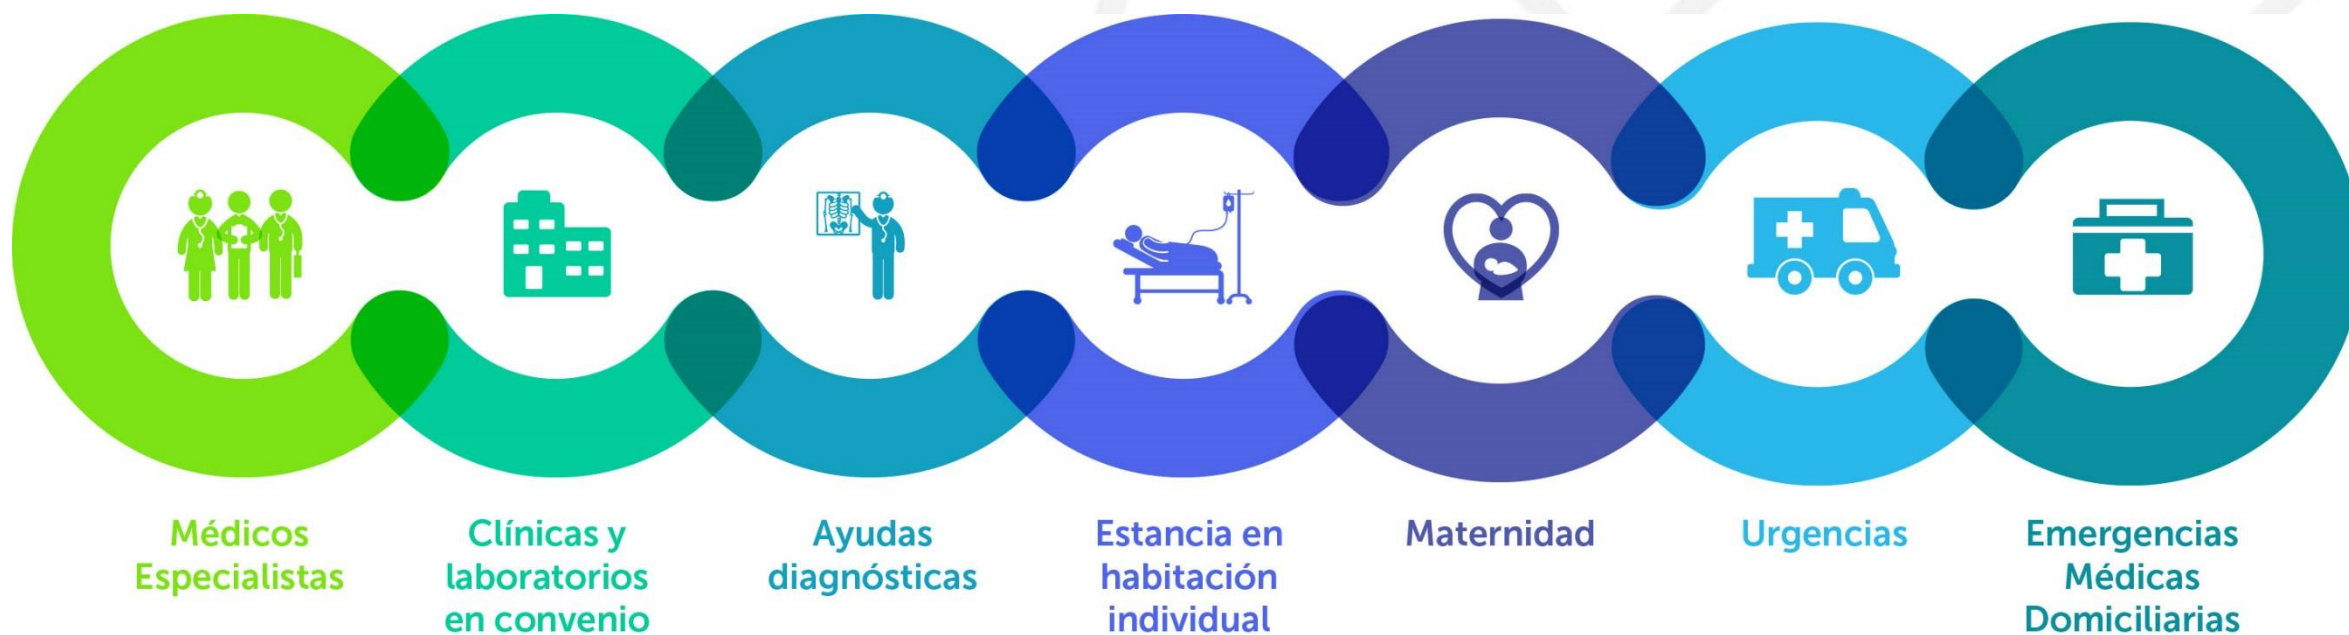 Médicos
Especialistas
Clínicas y
laboratorios
en convenio
Ayudas
diagnósticas
Estancia en
habitación
individual
Maternidad
Urgencias
Emergencias
Médicas
Domiciliarias